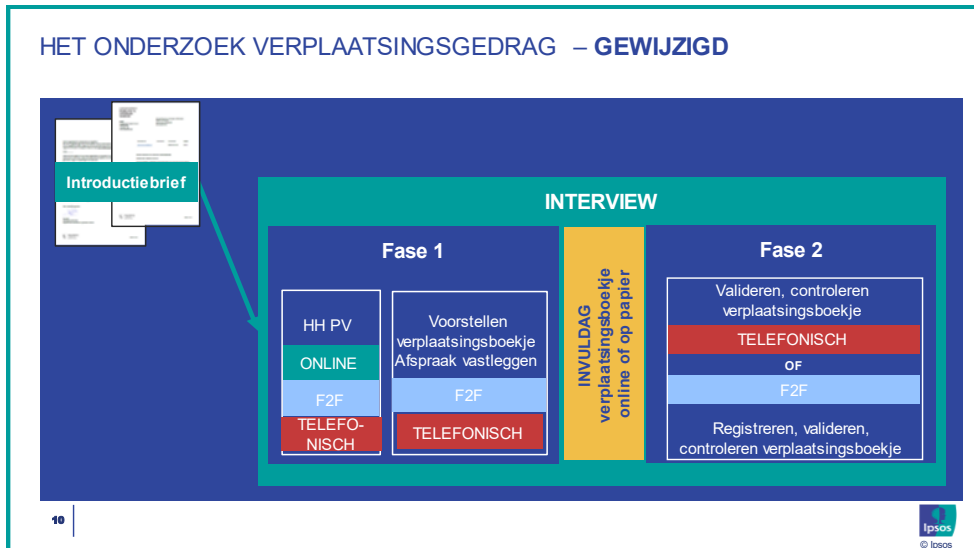 HET ONDERZOEK VERPLAATSINGSGEDRAG – GEWIJZIGD
Introductiebrief
INTERVIEW
Fase 1
HH PV
ONLINE
F2F
TELEFO-
NISCH
Voorstellen
verplaatsingsboekje
Afspraak vastleggen
F2F
TELEFONISCH
INVULDAG
verplaatsingsboekje
online of op papier
Fase 2
Valideren, controleren
verplaatsingsboekje
TELEFONISCH
OF
F2F
Registreren, valideren,
controleren verplaatsingsboekje
10
Ipsos
© Ipsos